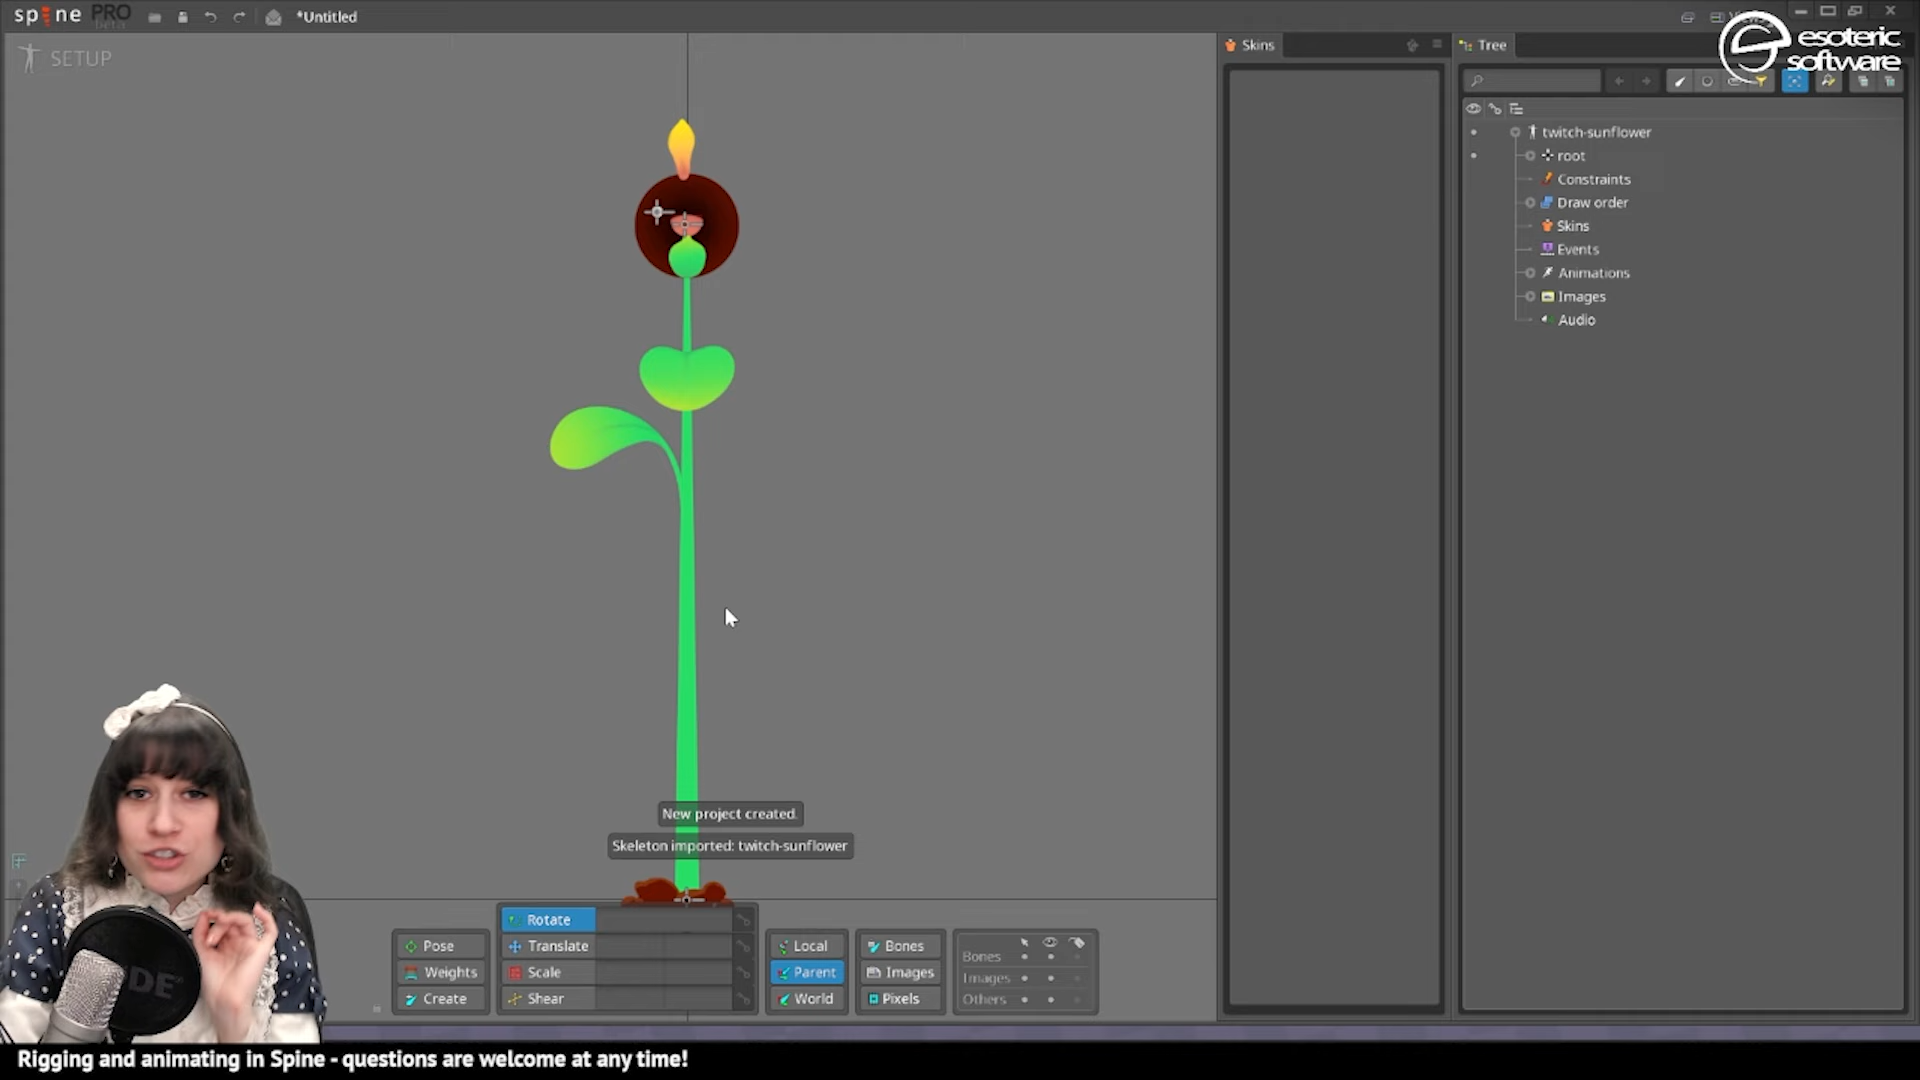 spine PRO
beta
*Untitled
esoteric
software
SETUP
Skins
Tree
twitch-sunflower
root
Constraints
Draw order
Skins
Events
Animations
Images
Audio
New project created.
Skeleton imported: twitch-sunflower
Pose
Weights
Create
Rotate
Translate
Scale
Shear
Local
Parent
World
Bones
Images
Pixels
Bones
Images
Others
Rigging and animating in Spine - questions are welcome at any time!